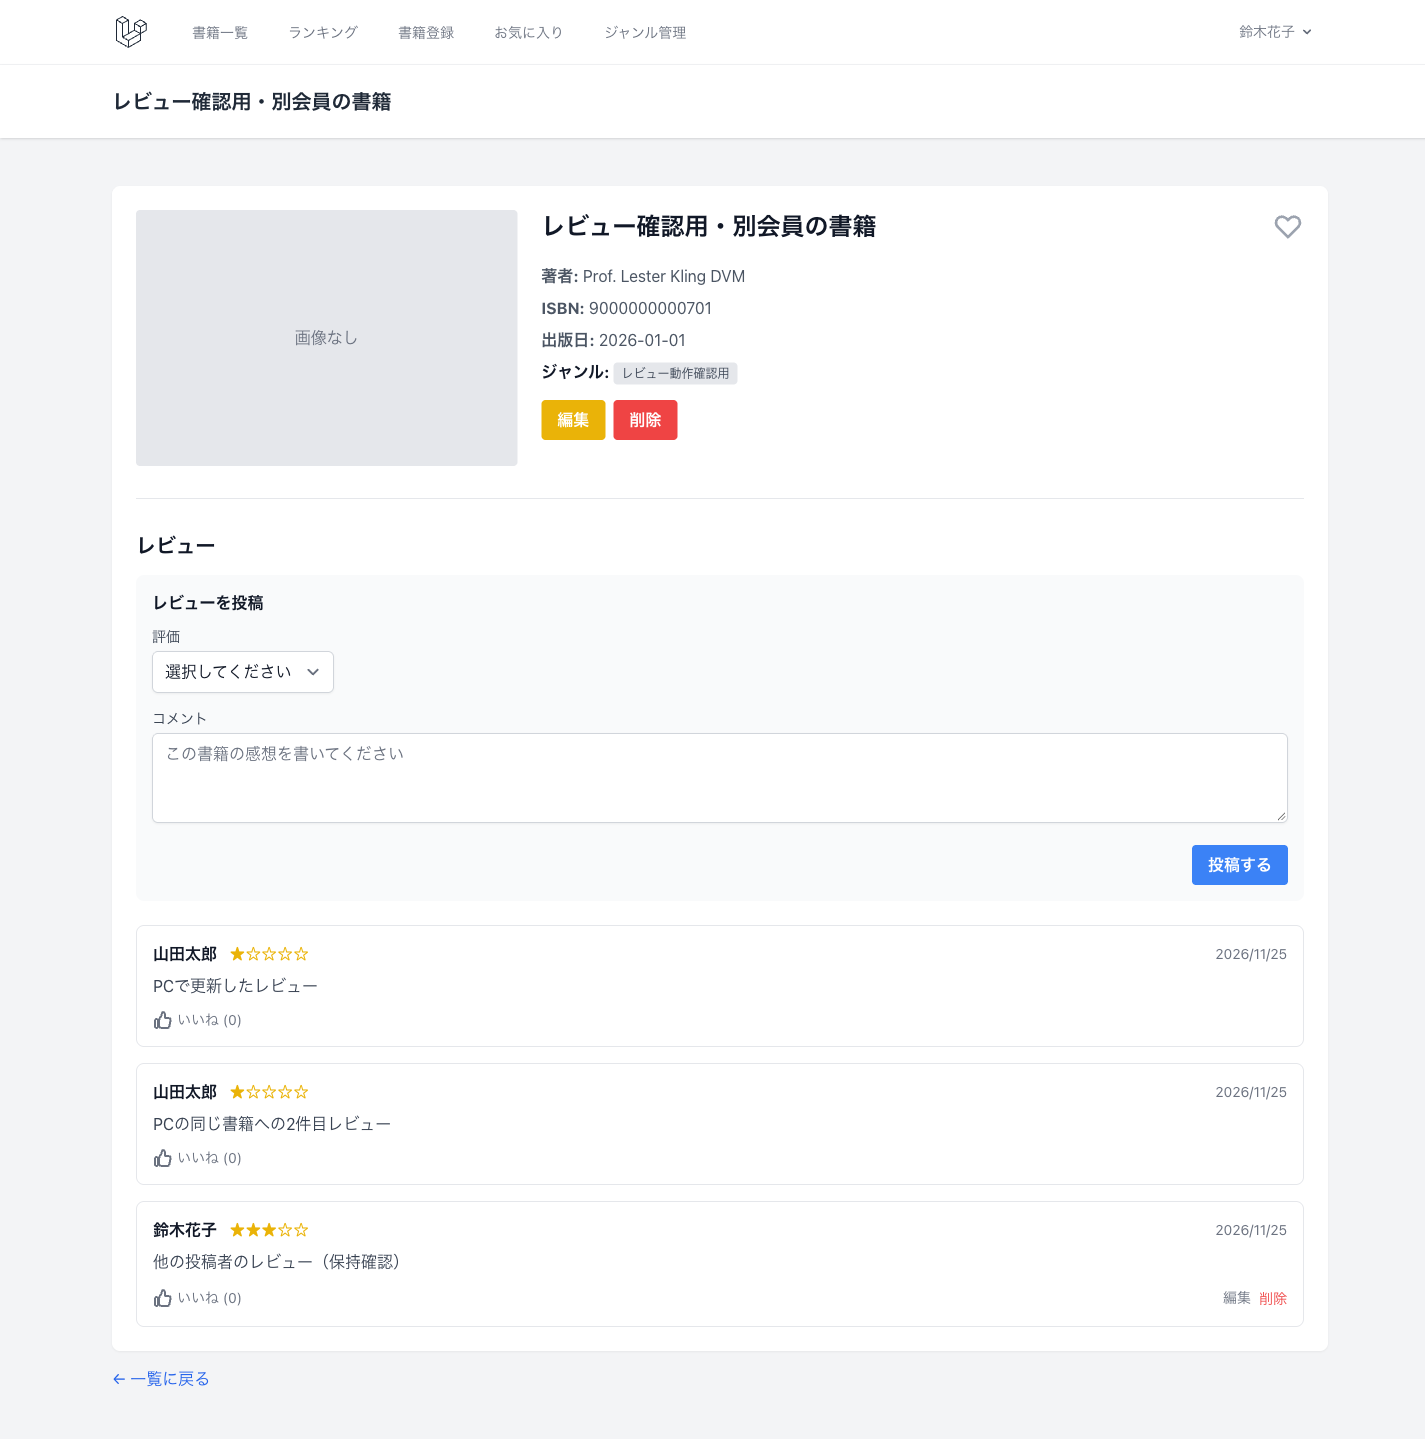 書籍一覧 ランキング 書籍登録 お気に入り ジャンル管理 鈴木花子
レビュー確認用・別会員の書籍
画像なし
レビュー確認用・別会員の書籍
著者: Prof. Lester Kling DVM
ISBN: 9000000000701
出版日: 2026-01-01
ジャンル: レビュー動作確認用
編集 削除
レビュー
レビューを投稿
評価
選択してください
コメント
この書籍の感想を書いてください
投稿する
山田太郎 ★☆☆☆☆ 2026/11/25
PCで更新したレビュー
いいね (0)
山田太郎 ★☆☆☆☆ 2026/11/25
PCの同じ書籍への2件目レビュー
いいね (0)
鈴木花子 ★★★☆☆ 2026/11/25
他の投稿者のレビュー（保持確認）
いいね (0) 編集 削除
← 一覧に戻る